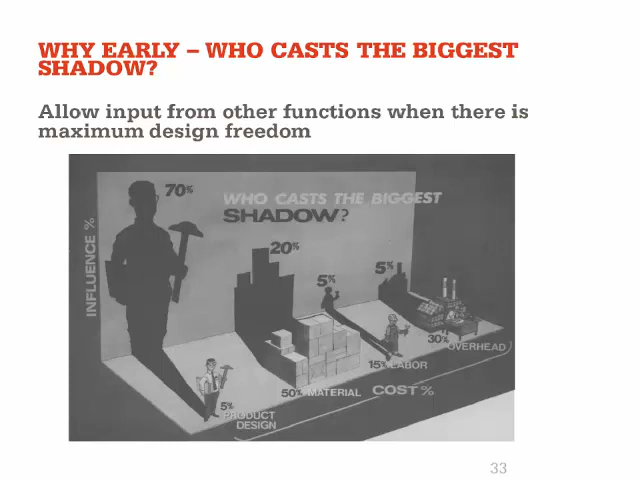 WHY EARLY – WHO CASTS THE BIGGEST
SHADOW?
Allow input from other functions when there is
maximum design freedom
WHO CASTS THE BIGGEST
SHADOW?
INFLUENCE %
70%
20%
5%
5%
5%
PRODUCT
DESIGN
50% MATERIAL
15% LABOR
30% OVERHEAD
COST %
33